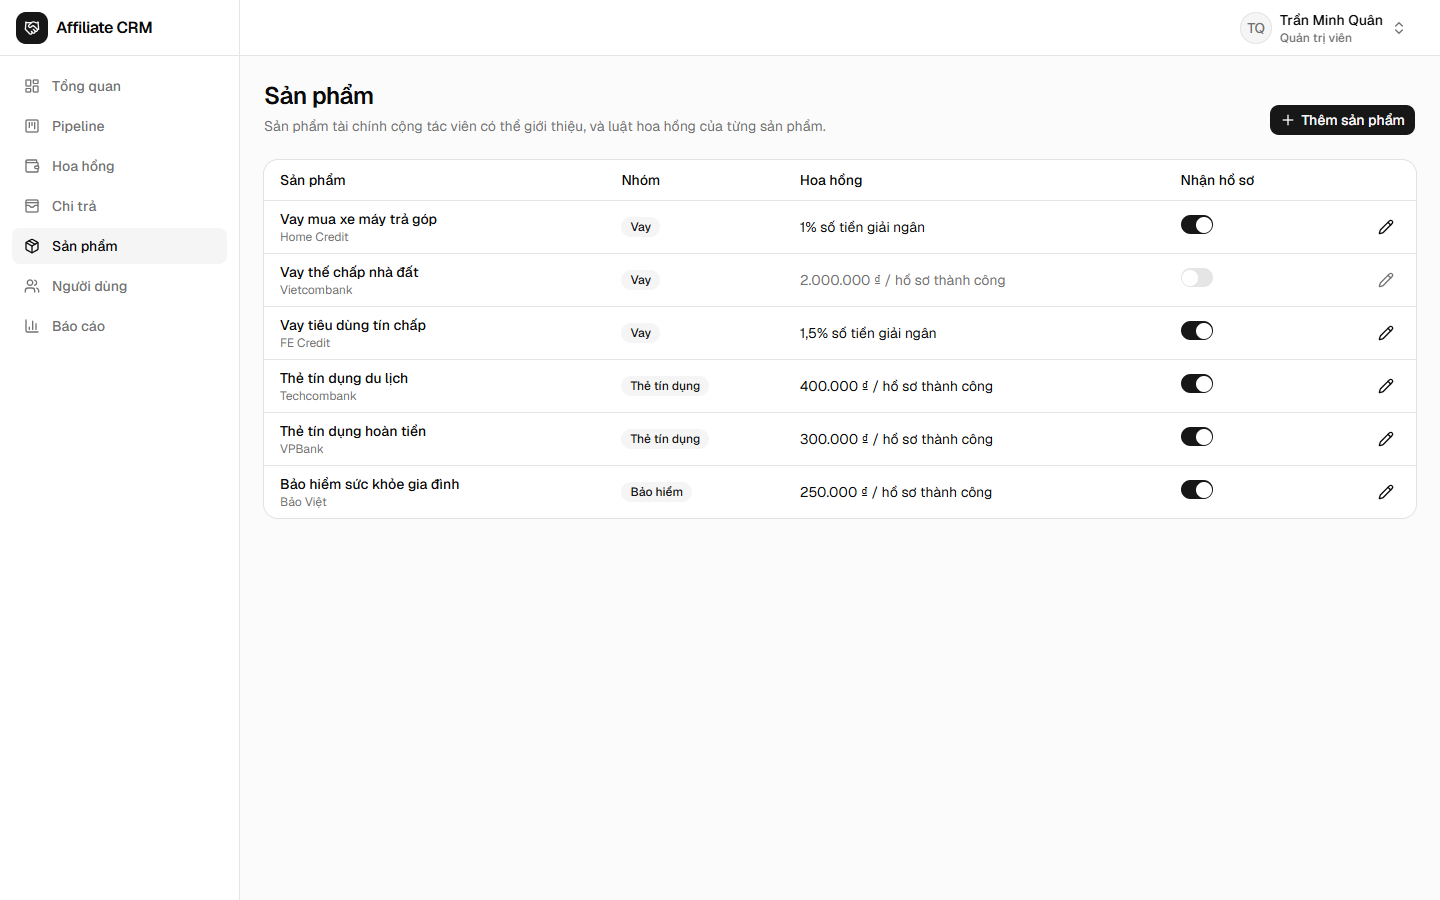 Affiliate CRM
TQ
Trần Minh Quân
Quản trị viên
Tổng quan
Pipeline
Hoa hồng
Chi trả
Sản phẩm
Người dùng
Báo cáo
Sản phẩm
Sản phẩm tài chính cộng tác viên có thể giới thiệu, và luật hoa hồng của từng sản phẩm.
Thêm sản phẩm
Sản phẩm Nhóm Hoa hồng Nhận hồ sơ
Vay mua xe máy trả góp
Home Credit
Vay
1% số tiền giải ngân
Vay thế chấp nhà đất
Vietcombank
Vay
2.000.000 ₫ / hồ sơ thành công
Vay tiêu dùng tín chấp
FE Credit
Vay
1,5% số tiền giải ngân
Thẻ tín dụng du lịch
Techcombank
Thẻ tín dụng
400.000 ₫ / hồ sơ thành công
Thẻ tín dụng hoàn tiền
VPBank
Thẻ tín dụng
300.000 ₫ / hồ sơ thành công
Bảo hiểm sức khỏe gia đình
Bảo Việt
Bảo hiểm
250.000 ₫ / hồ sơ thành công